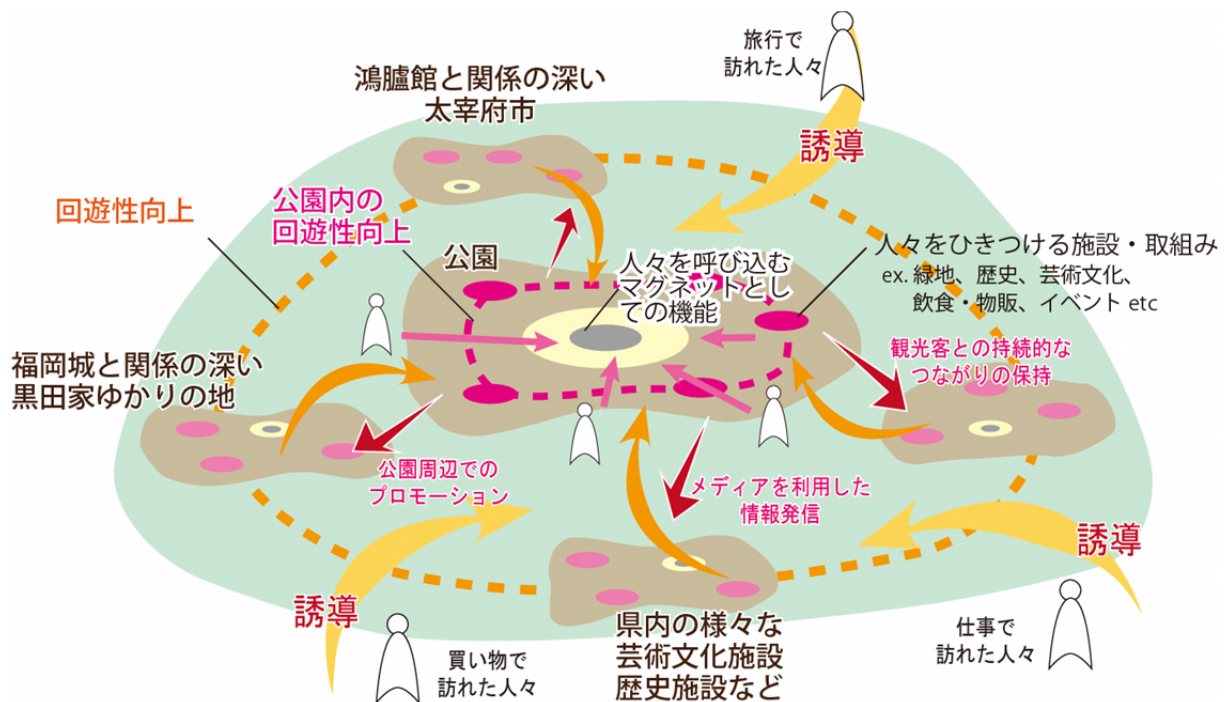 旅行で
訪れた人々
鴻臚館と関係の深い
太宰府市
誘導
回遊性向上
公園内の
回遊性向上
公園
人々を呼び込む
マグネットとし
ての機能
人々をひきつける施設・取組み
ex. 緑地、歴史、芸術文化、
飲食・物販、イベント etc
福岡城と関係の深い
黒田家ゆかりの地
観光客との持続的な
つながりの保持
公園周辺での
プロモーション
メディアを利用した
情報発信
誘導
誘導
県内の様々な
芸術文化施設
歴史施設など
買い物で
訪れた人々
仕事で
訪れた人々